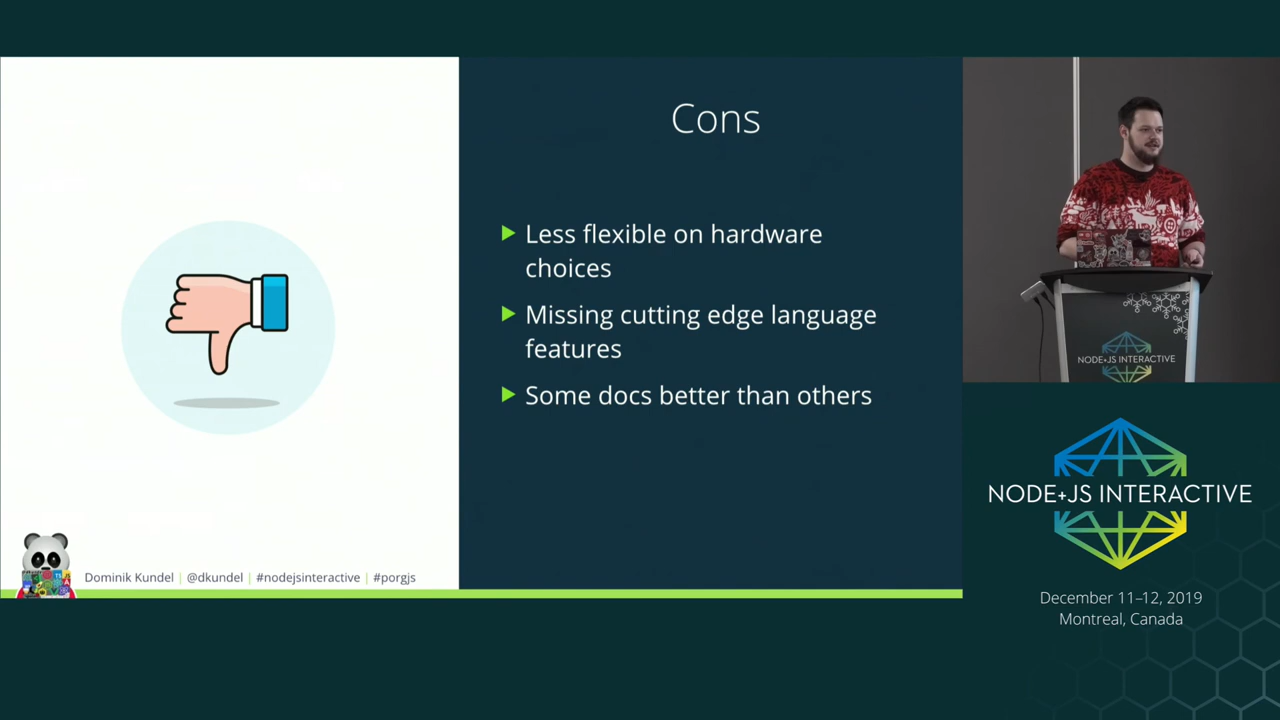 Cons
Less flexible on hardware
choices
Missing cutting edge language
features
Some docs better than others
Dominik Kundel | @dkundel | #nodejsinteractive | #porgjs
NODE+JS INTERACTIVE
NODE+JS INTERACTIVE
December 11–12, 2019
Montreal, Canada